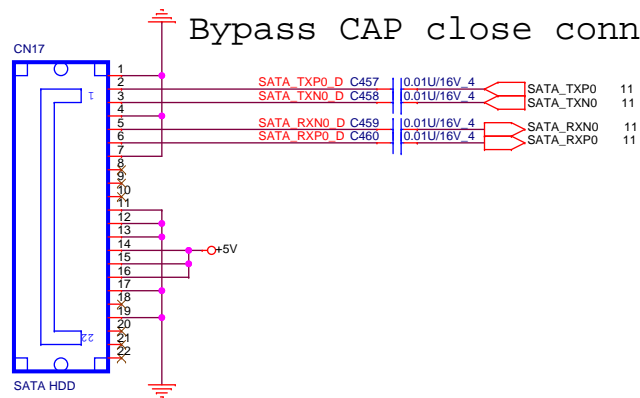 Bypass CAP close conn
CN17
1
2 SATA_TXP0_D C457 0.01U/16V_4 SATA_TXP0 11
3 SATA_TXN0_D C458 0.01U/16V_4 SATA_TXN0 11
4
5 SATA_RXN0_D C459 0.01U/16V_4 SATA_RXN0 11
6 SATA_RXP0_D C460 0.01U/16V_4 SATA_RXP0 11
7
8
9
10
11
12
13
14 +5V
15
16
17
18
19
20
21
22
1
22
SATA HDD